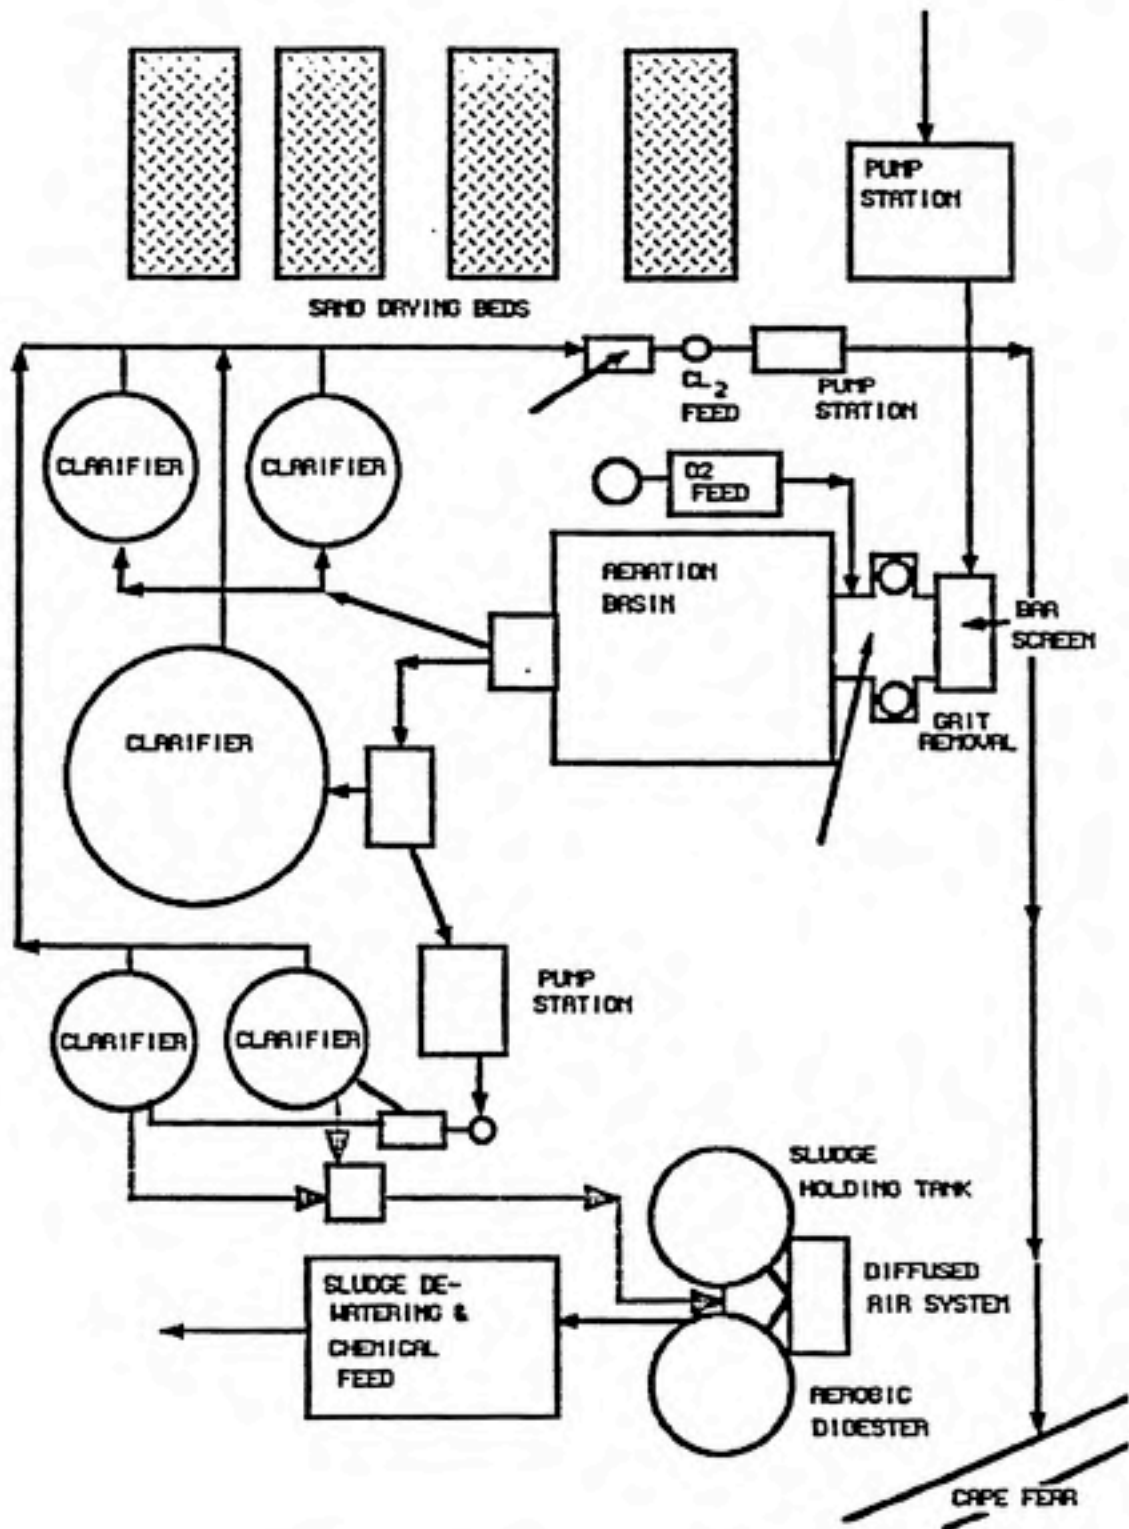 PUMP
STATION
SAND DRYING BEDS
CL2
FEED
PUMP
STATION
CLARIFIER
CLARIFIER
O2
FEED
AERATION
BASIN
BAR
SCREEN
GRIT
REMOVAL
CLARIFIER
PUMP
STATION
CLARIFIER
CLARIFIER
SLUDGE
HOLDING TANK
DIFFUSED
AIR SYSTEM
SLUDGE DE-
WATERING &
CHEMICAL
FEED
AEROBIC
DIGESTER
CAPE FEAR